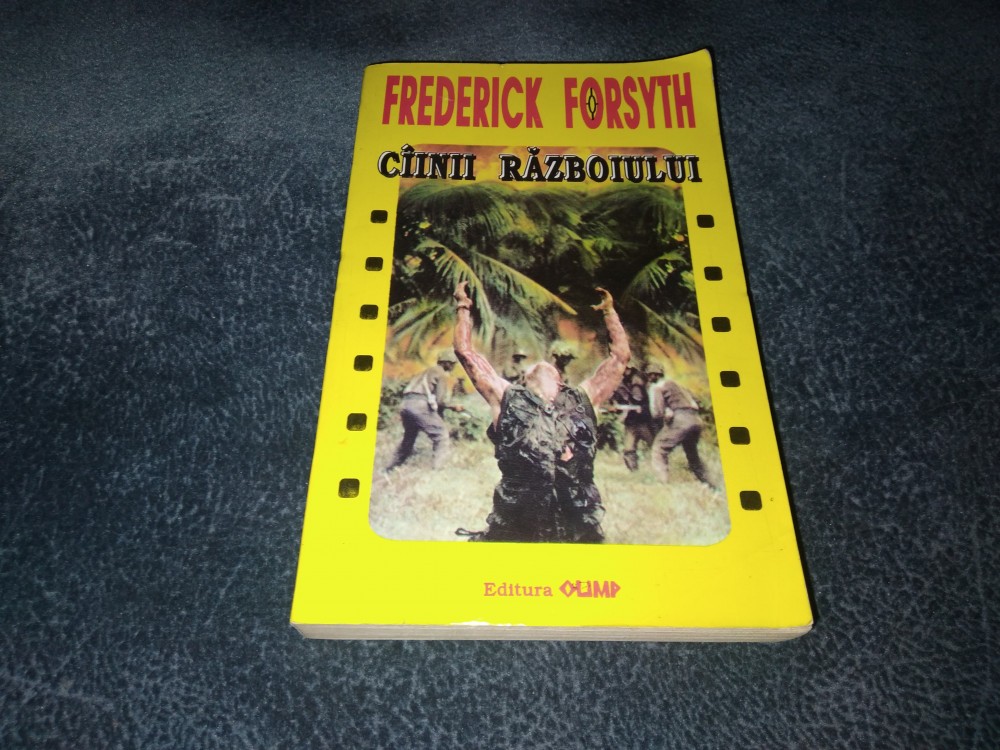 FREDERICK FORSYTH
CÎINII RĂZBOIULUI
Editura OLIMP